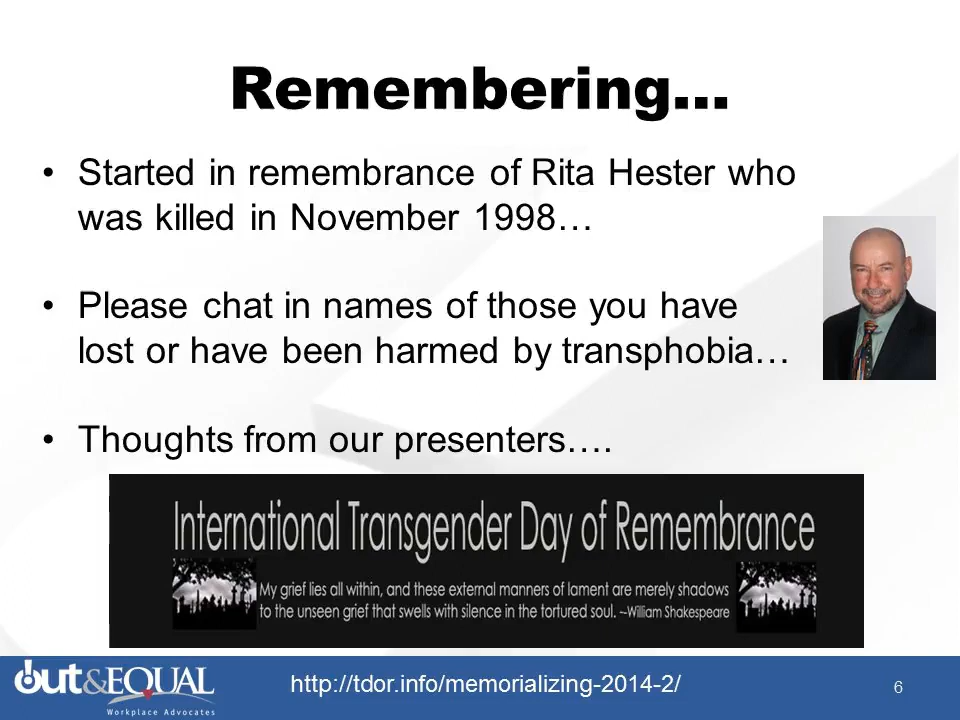 Remembering...
• Started in remembrance of Rita Hester who
was killed in November 1998…
• Please chat in names of those you have
lost or have been harmed by transphobia…
• Thoughts from our presenters….
International Transgender Day of Remembrance
My grief lies all within, and these external manners of lament are merely shadows
to the unseen grief that swells with silence in the tortured soul. ~William Shakespeare
out&EQUAL
Workplace Advocates
http://tdor.info/memorializing-2014-2/
6